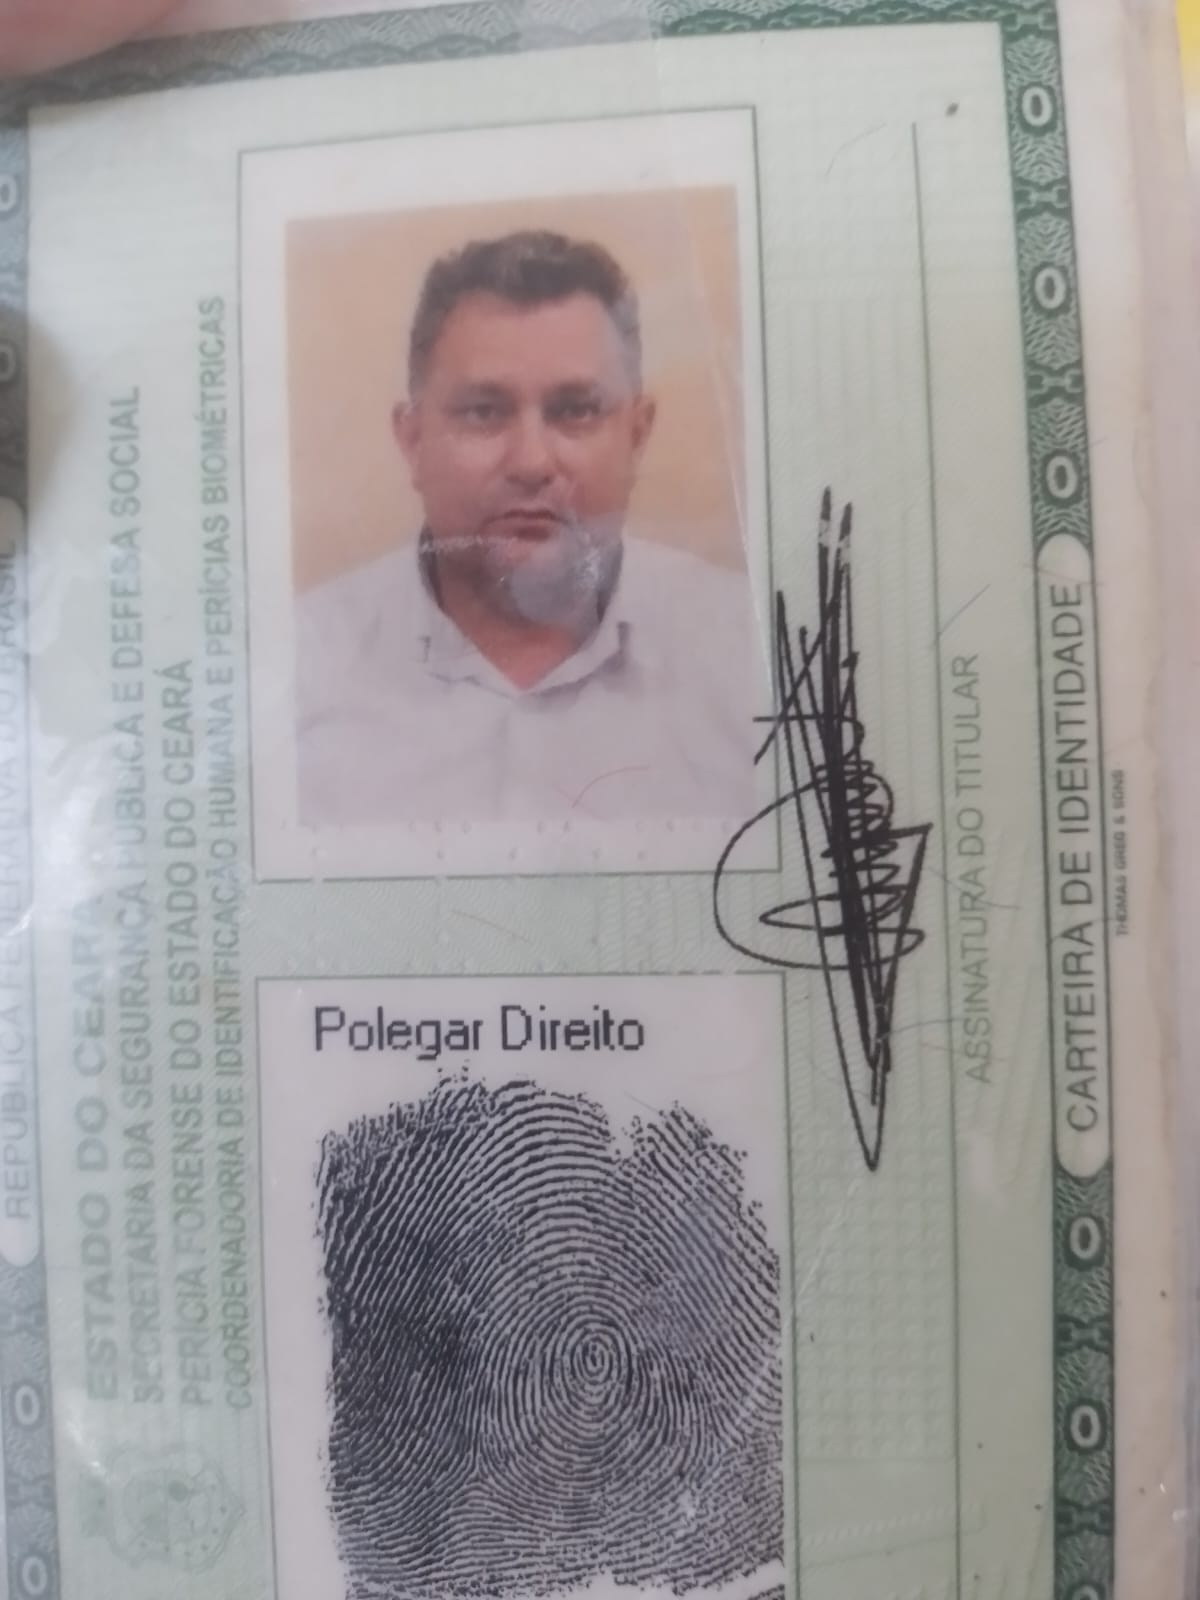 REPÚBLICA FEDERATIVA DO BRASIL
ESTADO DO CEARÁ
SECRETARIA DA SEGURANÇA PÚBLICA E DEFESA SOCIAL
PERÍCIA FORENSE DO ESTADO DO CEARÁ
COORDENADORIA DE IDENTIFICAÇÃO HUMANA E PERÍCIAS BIOMÉTRICAS
Polegar Direito
ASSINATURA DO TITULAR
CARTEIRA DE IDENTIDADE
THOMAS GREG & SONS